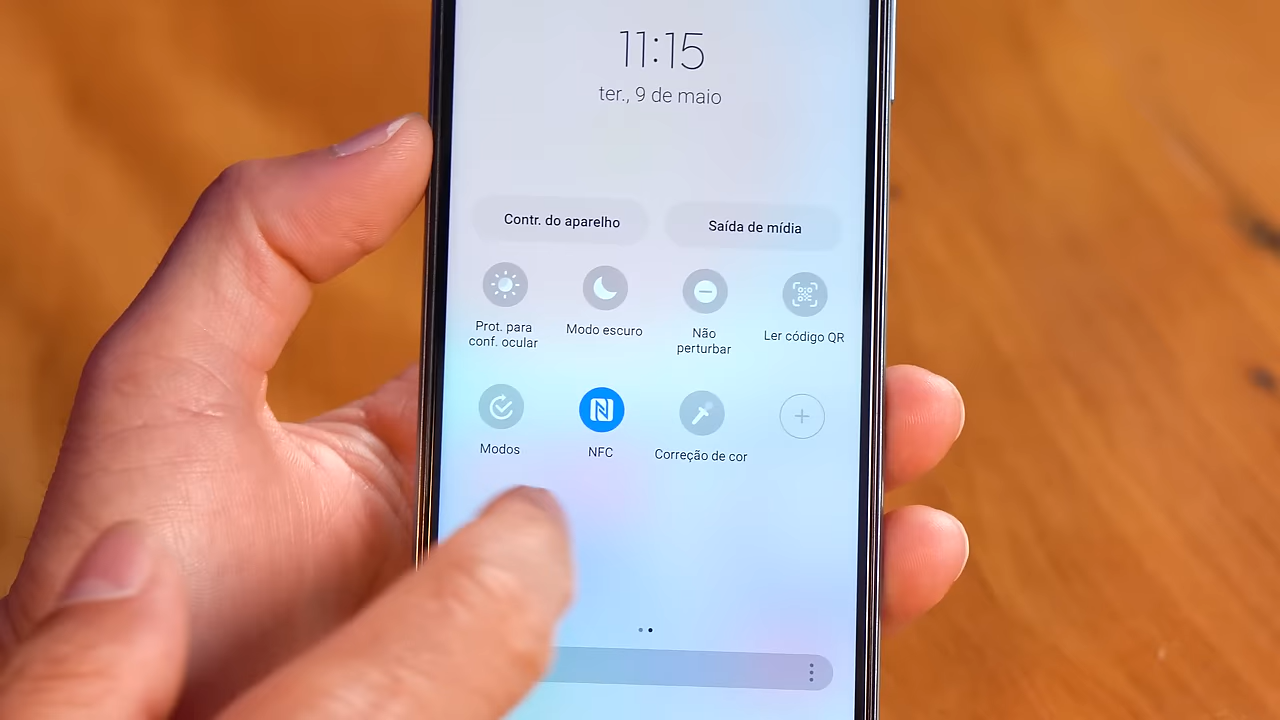 11:15
ter., 9 de maio
Contr. do aparelho
Saída de mídia
Prot. para
conf. ocular
Modo escuro
Não
perturbar
Ler código QR
Modos
NFC
Correção de cor